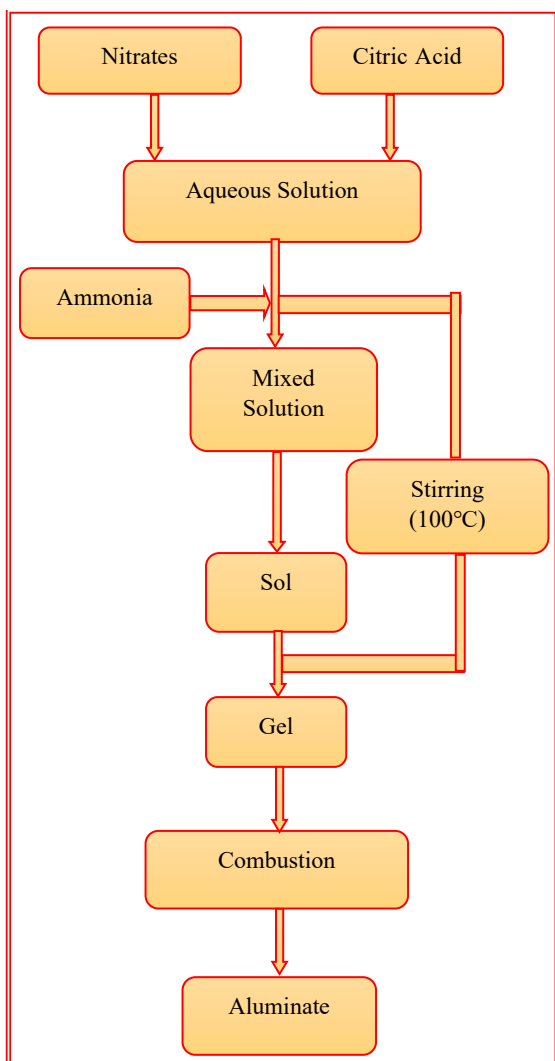 Nitrates
Citric Acid
Aqueous Solution
Ammonia
Mixed
Solution
Stirring
(100℃)
Sol
Gel
Combustion
Aluminate